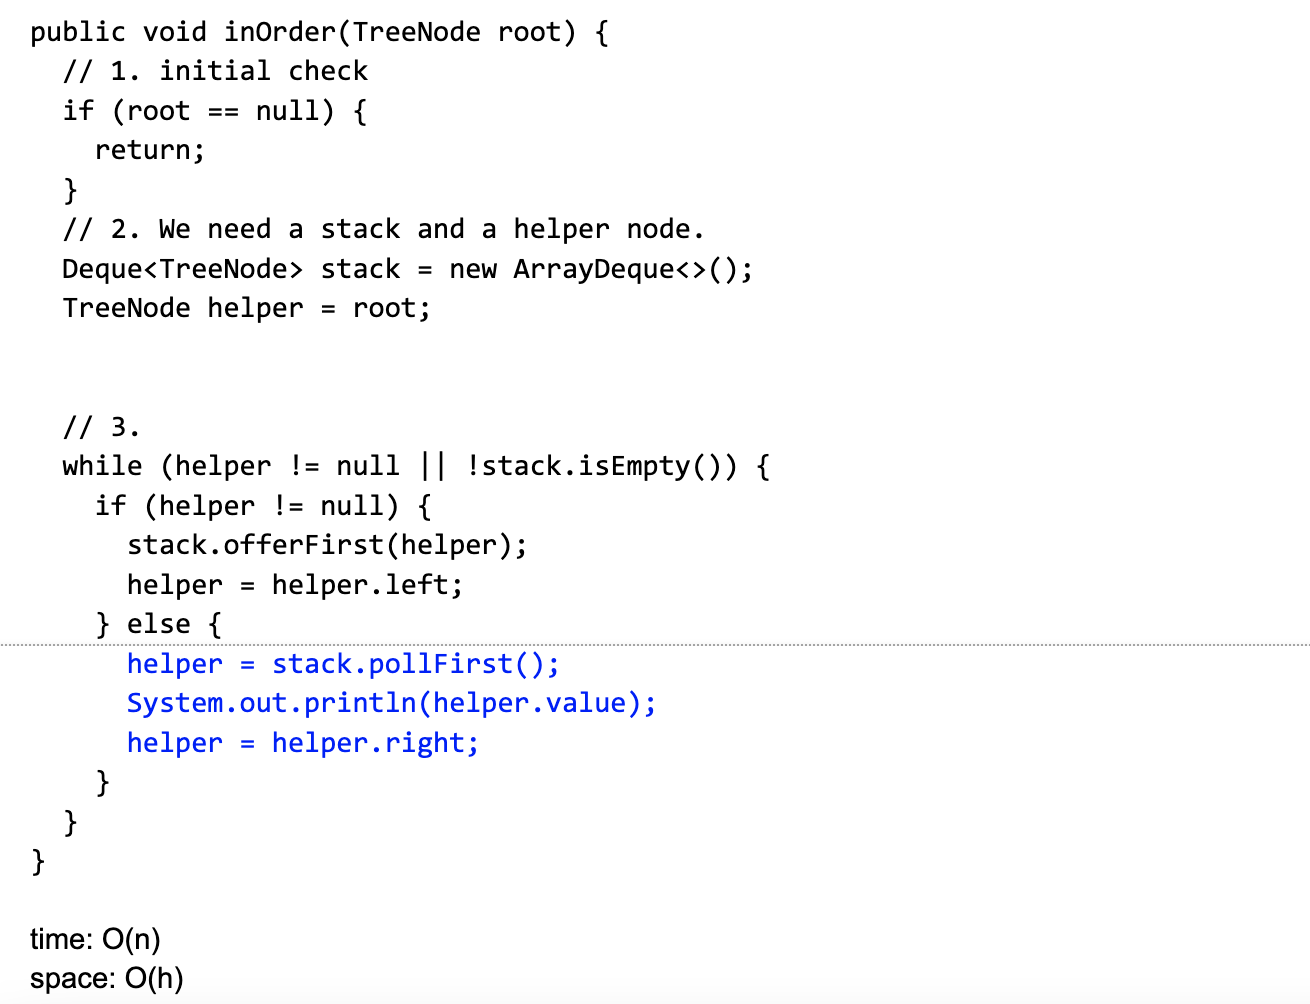 public void inOrder(TreeNode root) {
  // 1. initial check
  if (root == null) {
    return;
  }
  // 2. We need a stack and a helper node.
  Deque<TreeNode> stack = new ArrayDeque<>();
  TreeNode helper = root;
  // 3.
  while (helper != null || !stack.isEmpty()) {
    if (helper != null) {
      stack.offerFirst(helper);
      helper = helper.left;
    } else {
      helper = stack.pollFirst();
      System.out.println(helper.value);
      helper = helper.right;
    }
  }
}
time: O(n)
space: O(h)